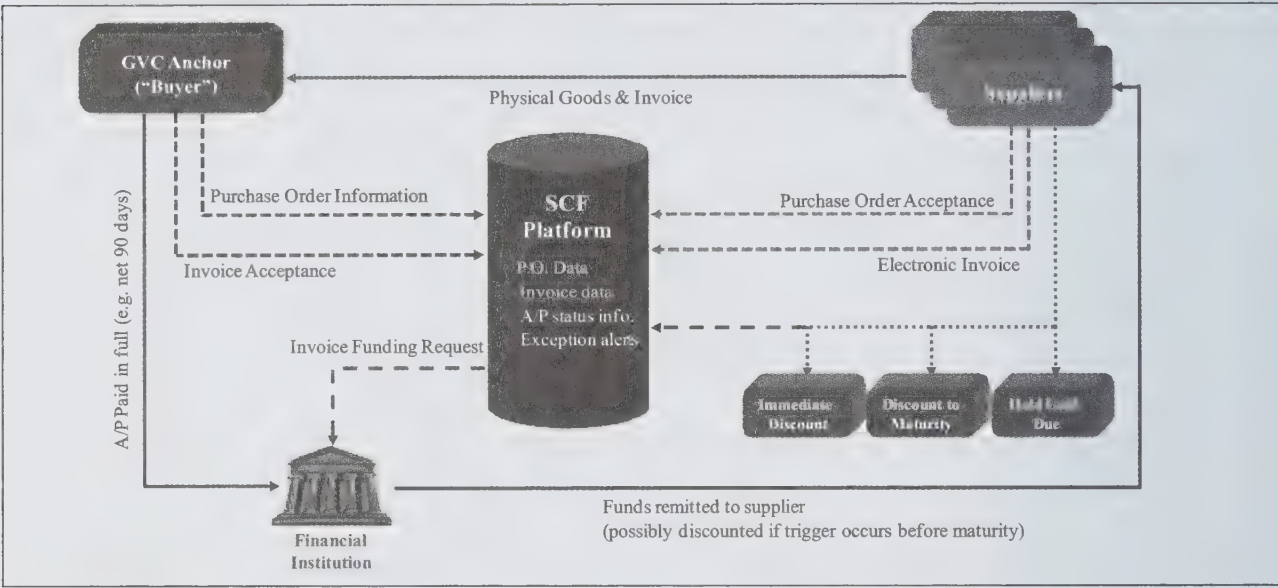 GVC Anchor
("Buyer")
Physical Goods & Invoice
Suppliers
Purchase Order Information
Invoice Acceptance
SCF
Platform
P.O. Data
Invoice data
A/P status info.
Exception alerts
Purchase Order Acceptance
Electronic Invoice
A/P Paid in full (e.g. net 90 days)
Invoice Funding Request
Immediate
Discount
Discount to
Maturity
Hold Until
Due
Financial
Institution
Funds remitted to supplier
(possibly discounted if trigger occurs before maturity)